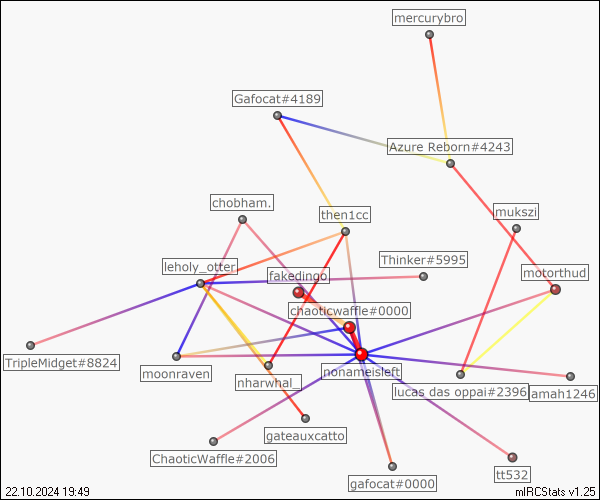 mercurybro
Gafocat#4189
Azure Reborn#4243
chobham.
mukszi
then1cc
Thinker#5995
leholy_otter
fakedingo
motorthud
chaoticwaffle#0000
TripleMidget#8824
moonraven
nonameisleft
nharwhal_
lucas das oppai#2396
amah1246
gateauxcatto
ChaoticWaffle#2006
tt532
gafocat#0000
22.10.2024 19:49
mIRCStats v1.25